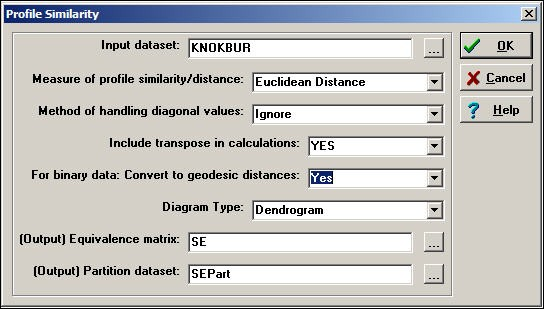 Profile Similarity
Input dataset: KNOKBUR ...
OK
Measure of profile similarity/distance: Euclidean Distance
Cancel
Method of handling diagonal values: Ignore
Help
Include transpose in calculations: YES
For binary data: Convert to geodesic distances: Yes
Diagram Type: Dendrogram
(Output) Equivalence matrix: SE ...
(Output) Partition dataset: SEPart ...